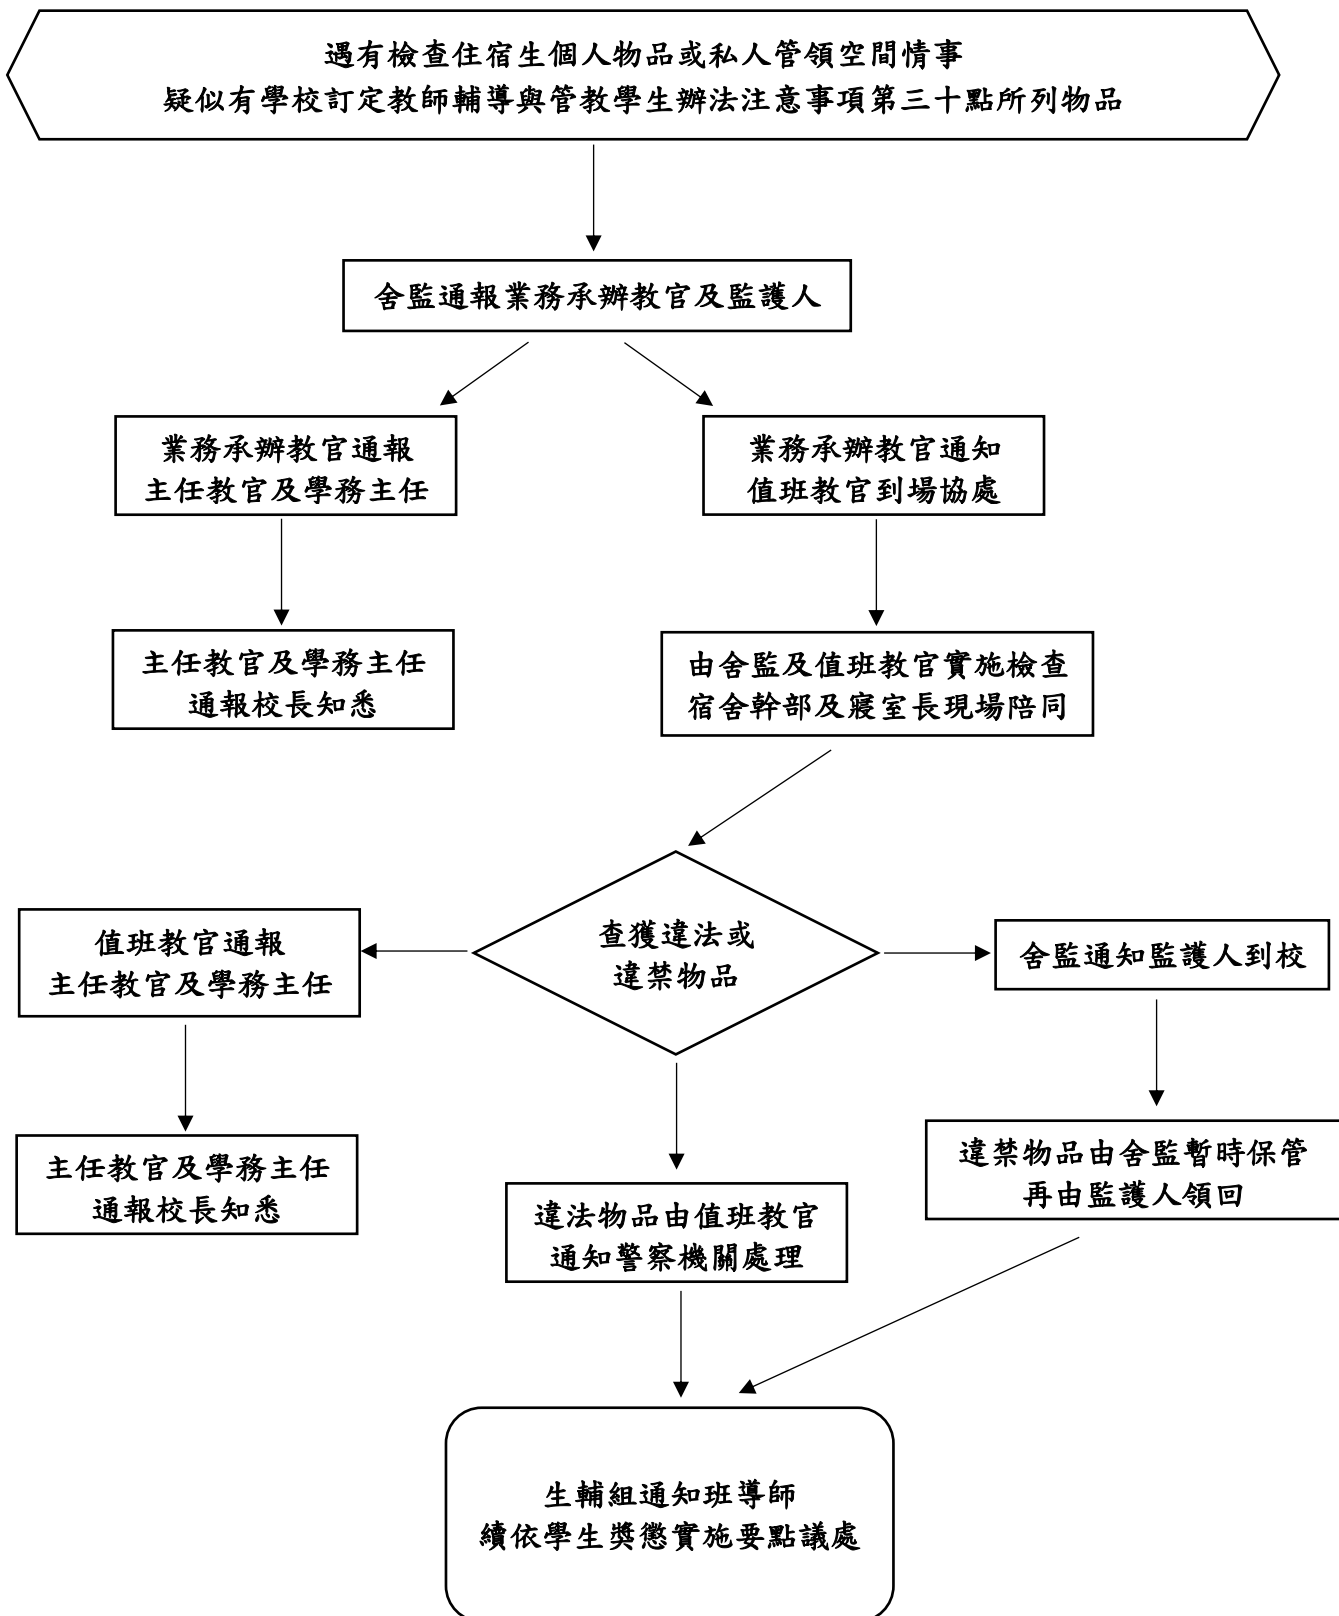 遇有檢查住宿生個人物品或私人管領空間情事
疑似有學校訂定教師輔導與管教學生辦法注意事項第三十點所列物品
舍監通報業務承辦教官及監護人
業務承辦教官通報
主任教官及學務主任
業務承辦教官通知
值班教官到場協處
主任教官及學務主任
通報校長知悉
由舍監及值班教官實施檢查
宿舍幹部及寢室長現場陪同
查獲違法或
違禁物品
值班教官通報
主任教官及學務主任
舍監通知監護人到校
主任教官及學務主任
通報校長知悉
違法物品由值班教官
通知警察機關處理
違禁物品由舍監暫時保管
再由監護人領回
生輔組通知班導師
續依學生獎懲實施要點議處